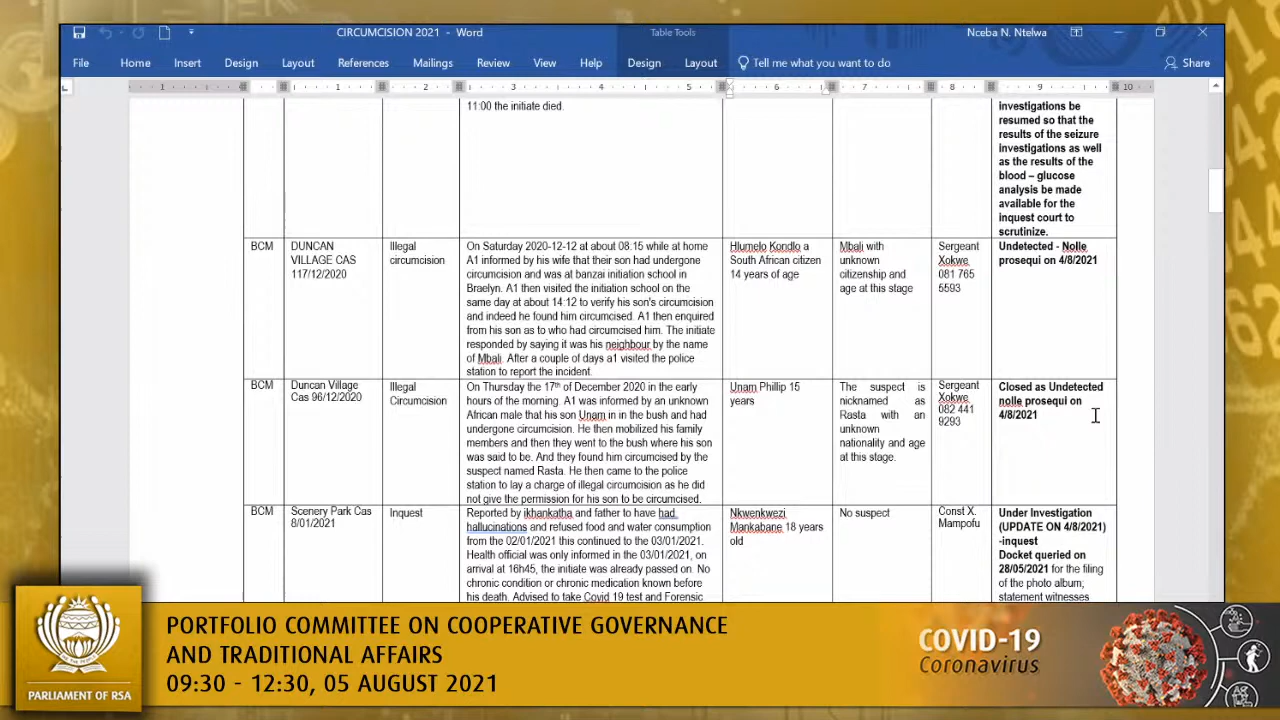 CIRCUMCISION 2021 - Word
Table Tools
Nceba N. Ntelwa
File
Home
Insert
Design
Layout
References
Mailings
Review
View
Help
Design
Layout
Tell me what you want to do
Share
1 1 2 3 4 5 6 7 8 9 10
11:00 the initiate died.
investigations be
resumed so that the
results of the seizure
investigations as well
as the results of the
blood – glucose
analysis be made
available for the
inquest court to
scrutinize.
BCM
DUNCAN
VILLAGE CAS
117/12/2020
Illegal
circumcision
On Saturday 2020-12-12 at about 08:15 while at home
A1 informed by his wife that their son had undergone
circumcision and was at banzai initiation school in
Braelyn. A1 then visited the initiation school on the
same day at about 14:12 to verify his son's circumcision
and indeed he found him circumcised. A1 then enquired
from his son as to who had circumcised him. The initiate
responded by saying it was his neighbour by the name
of Mbali. After a couple of days a1 visited the police
station to report the incident.
Hlumelo Kondlo a
South African citizen
14 years of age
Mbali with
unknown
citizenship and
age at this stage
Sergeant
Xokwe
081 765
5593
Undetected - Nolle
prosequi on 4/8/2021
BCM
Duncan Village
Cas 96/12/2020
Illegal
Circumcision
On Thursday the 17th of December 2020 in the early
hours of the morning. A1 was informed by an unknown
African male that his son Unam in in the bush and had
undergone circumcision. He then mobilized his family
members and then they went to the bush where his son
was said to be. And they found him circumcised by the
suspect named Rasta. He then came to the police
station to lay a charge of illegal circumcision as he did
not give the permission for his son to be circumcised.
Unam Phillip 15
years
The suspect is
nicknamed as
Rasta with an
unknown
nationality and age
at this stage.
Sergeant
Xokwe
082 441
9293
Closed as Undetected
nolle prosequi on
4/8/2021
BCM
Scenery Park Cas
8/01/2021
Inquest
Reported by ikhankatha and father to have had
hallucinations and refused food and water consumption
from the 02/01/2021 this continued to the 03/01/2021.
Health official was only informed in the 03/01/2021, on
arrival at 16h45, the initiate was already passed on. No
chronic condition or chronic medication known before
his death. Advised to take Covid 19 test and Forensic
Nkwenkwezi
Mankabane 18 years
old
No suspect
Const X.
Mampofu
Under Investigation
(UPDATE ON 4/8/2021)
-inquest
Docket queried on
28/05/2021 for the filing
of the photo album;
statement witnesses
PARLIAMENT OF RSA
PORTFOLIO COMMITTEE ON COOPERATIVE GOVERNANCE
AND TRADITIONAL AFFAIRS
09:30 - 12:30, 05 AUGUST 2021
COVID-19
Coronavirus